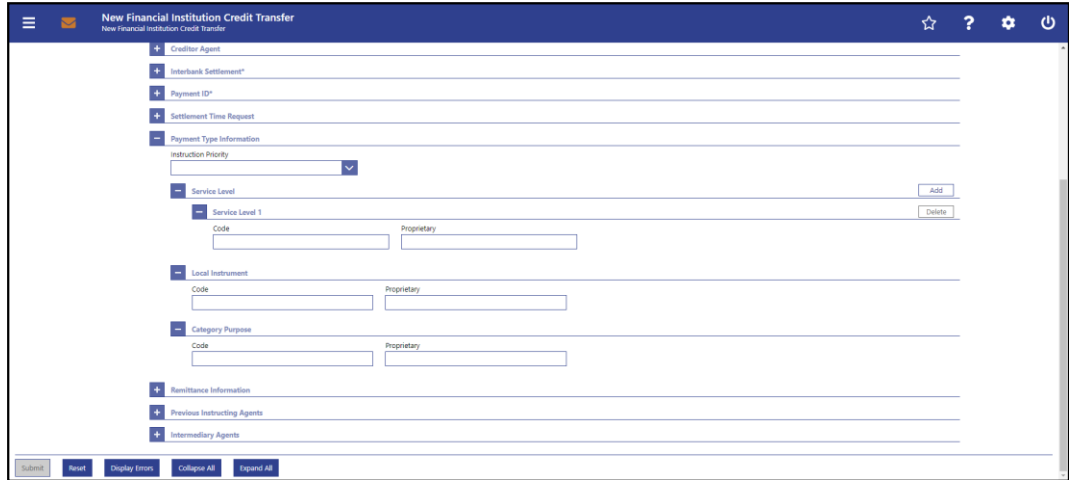 New Financial Institution Credit Transfer
New Financial Institution Credit Transfer
?
+ Creditor Agent
+ Interbank Settlement*
+ Payment ID*
+ Settlement Time Request
− Payment Type Information
Instruction Priority
− Service Level Add
− Service Level 1 Delete
Code Proprietary
− Local Instrument
Code Proprietary
− Category Purpose
Code Proprietary
+ Remittance Information
+ Previous Instructing Agents
+ Intermediary Agents
Submit Reset Display Errors Collapse All Expand All